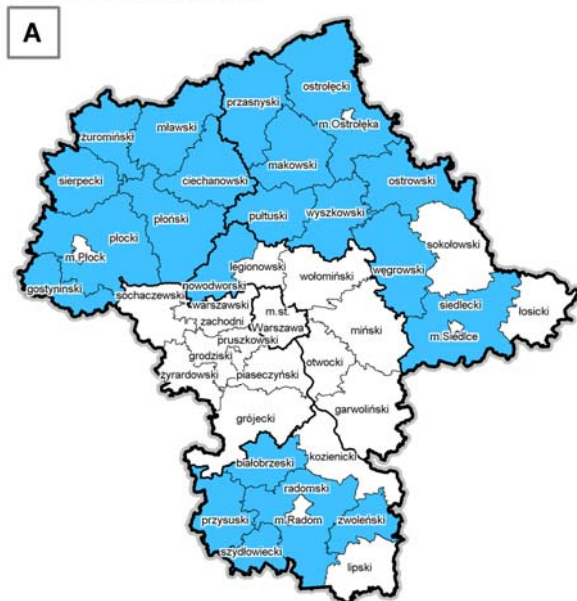 A
ostrołęcki
przasnyski
m.Ostrołęka
mławski
żuromiński
makowski
sierpecki
ciechanowski
ostrowski
płoński
pułtuski
wyszkowski
płocki
sokołowski
m.Płock
legionowski
węgrowski
wołomiński
nowodworski
gostyniński
sochaczewski
siedlecki
warszawski
zachodni
m.st.
Warszawa
łosicki
miński
m.Siedlce
pruszkowski
grodziski
otwocki
żyrardowski
piaseczyński
garwoliński
grójecki
kozienicki
białobrzeski
radomski
przysuski
m.Radom
zwoleński
szydłowiecki
lipski